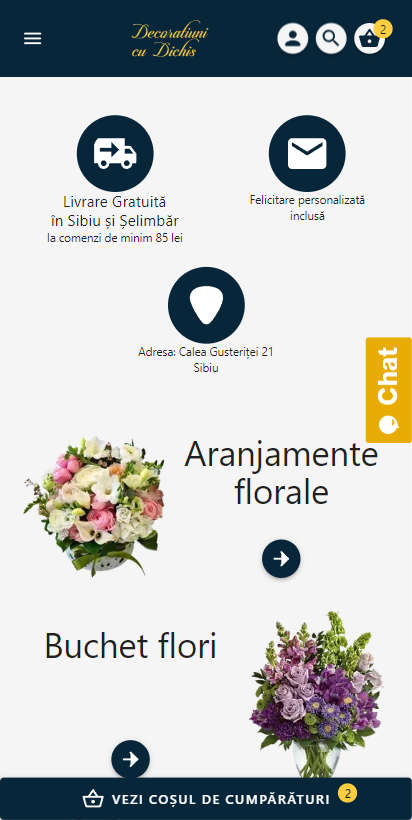 Decorațiuni
cu Dichis
2
Livrare Gratuită
în Sibiu și Șelimbăr
la comenzi de minim 85 lei
Felicitare personalizată
inclusă
Adresa: Calea Gusteriței 21
Sibiu
Chat
Aranjamente
florale
Buchet flori
VEZI COȘUL DE CUMPĂRĂTURI
2